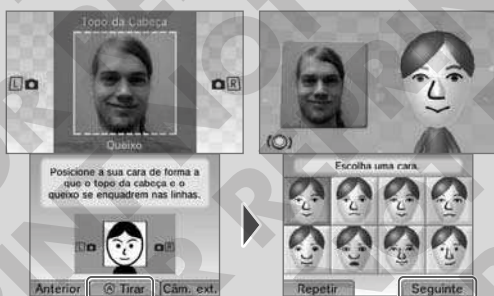 Topo da Cabeça
L
R
Queixo
Posicione a sua cara de forma a
que o topo da cabeça e o
queixo se enquadrem nas linhas.
L
R
Anterior
A Tirar
Câm. ext.
Escolha uma cara.
Repetir
Seguinte